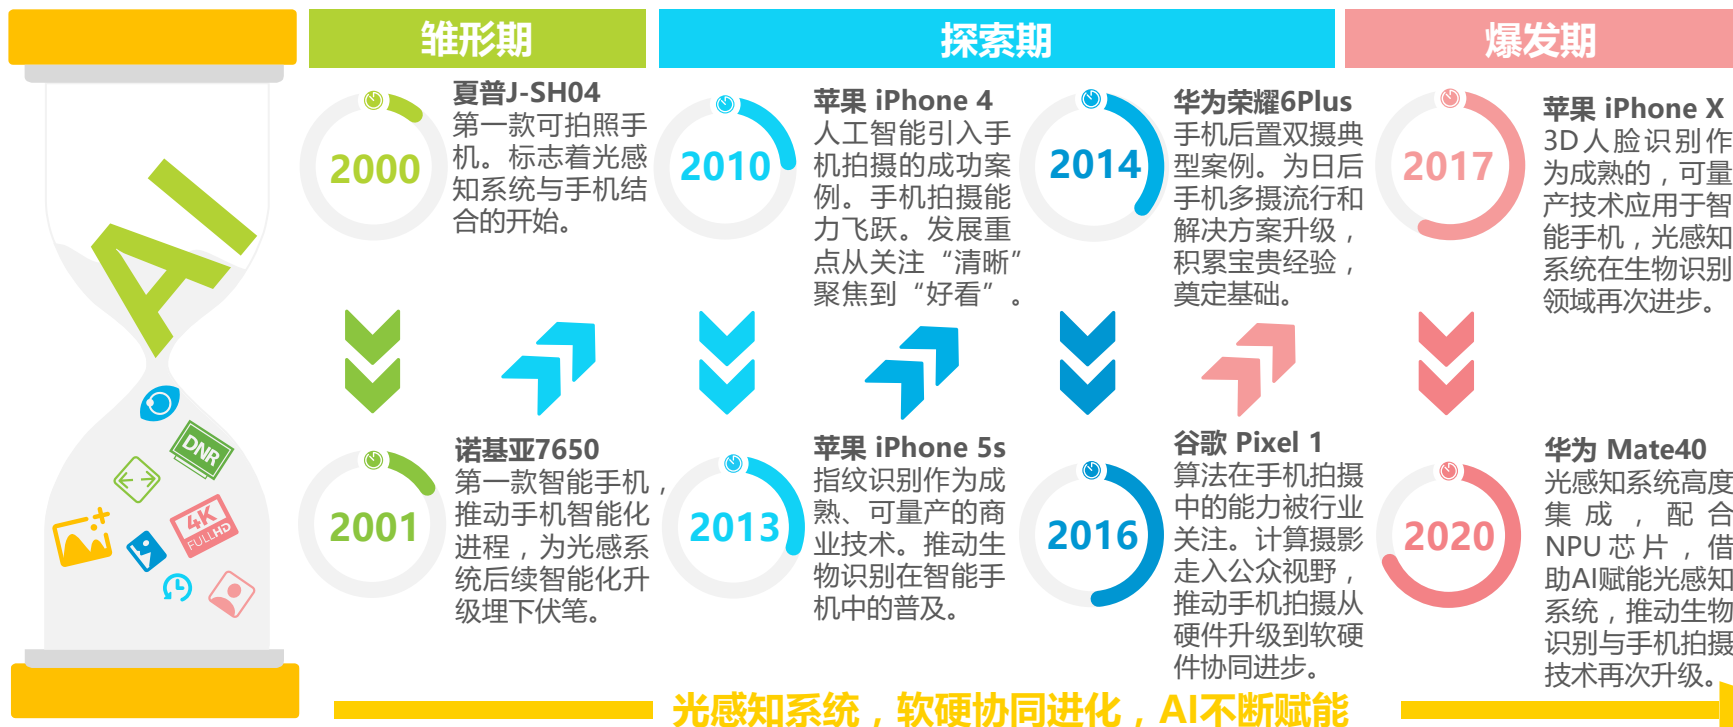 雏形期
探索期
爆发期
AI
DNR
4K
FULLHD
2000
夏普J-SH04
第一款可拍照手
机。标志着光感
知系统与手机结
合的开始。
2001
诺基亚7650
第一款智能手机，
推动手机智能化
进程，为光感系
统后续智能化升
级埋下伏笔。
2010
苹果 iPhone 4
人工智能引入手
机拍摄的成功案
例。手机拍摄能
力飞跃。发展重
点从关注“清晰”
聚焦到“好看”。
2013
苹果 iPhone 5s
指纹识别作为成
熟、可量产的商
业技术。推动生
物识别在智能手
机中的普及。
2014
华为荣耀6Plus
手机后置双摄典
型案例。为日后
手机多摄流行和
解决方案升级，
积累宝贵经验，
奠定基础。
2016
谷歌 Pixel 1
算法在手机拍摄
中的能力被行业
关注。计算摄影
走入公众视野，
推动手机拍摄从
硬件升级到软硬
件协同进步。
2017
苹果 iPhone X
3D人脸识别作
为成熟的，可量
产技术应用于智
能手机，光感知
系统在生物识别
领域再次进步。
2020
华为 Mate40
光感知系统高度
集成，配合
NPU芯片，借
助AI赋能光感知
系统，推动生物
识别与手机拍摄
技术再次升级。
光感知系统，软硬协同进化，AI不断赋能